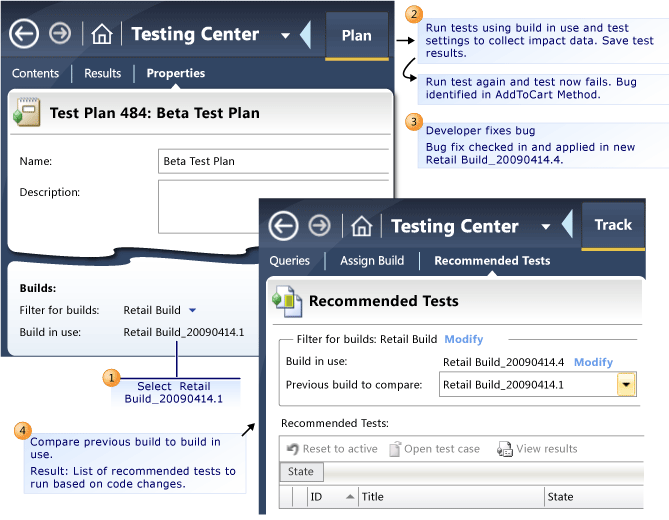 Testing Center
Plan
Contents
Results
Properties
Test Plan 484: Beta Test Plan
Name:
Beta Test Plan
Description:
Builds:
Filter for builds:
Retail Build
Build in use:
Retail Build_20090414.1
1
Select Retail
Build_20090414.1
2
Run tests using build in use and test
settings to collect impact data. Save test
results.
Run test again and test now fails. Bug
identified in AddToCart Method.
3
Developer fixes bug
Bug fix checked in and applied in new
Retail Build_20090414.4.
Testing Center
Track
Queries
Assign Build
Recommended Tests
Recommended Tests
Filter for builds: Retail Build Modify
Build in use:
Retail Build_20090414.4 Modify
Previous build to compare:
Retail Build_20090414.1
Recommended Tests:
Reset to active
Open test case
View results
State
ID
Title
State
4
Compare previous build to build in
use.
Result: List of recommended tests to
run based on code changes.